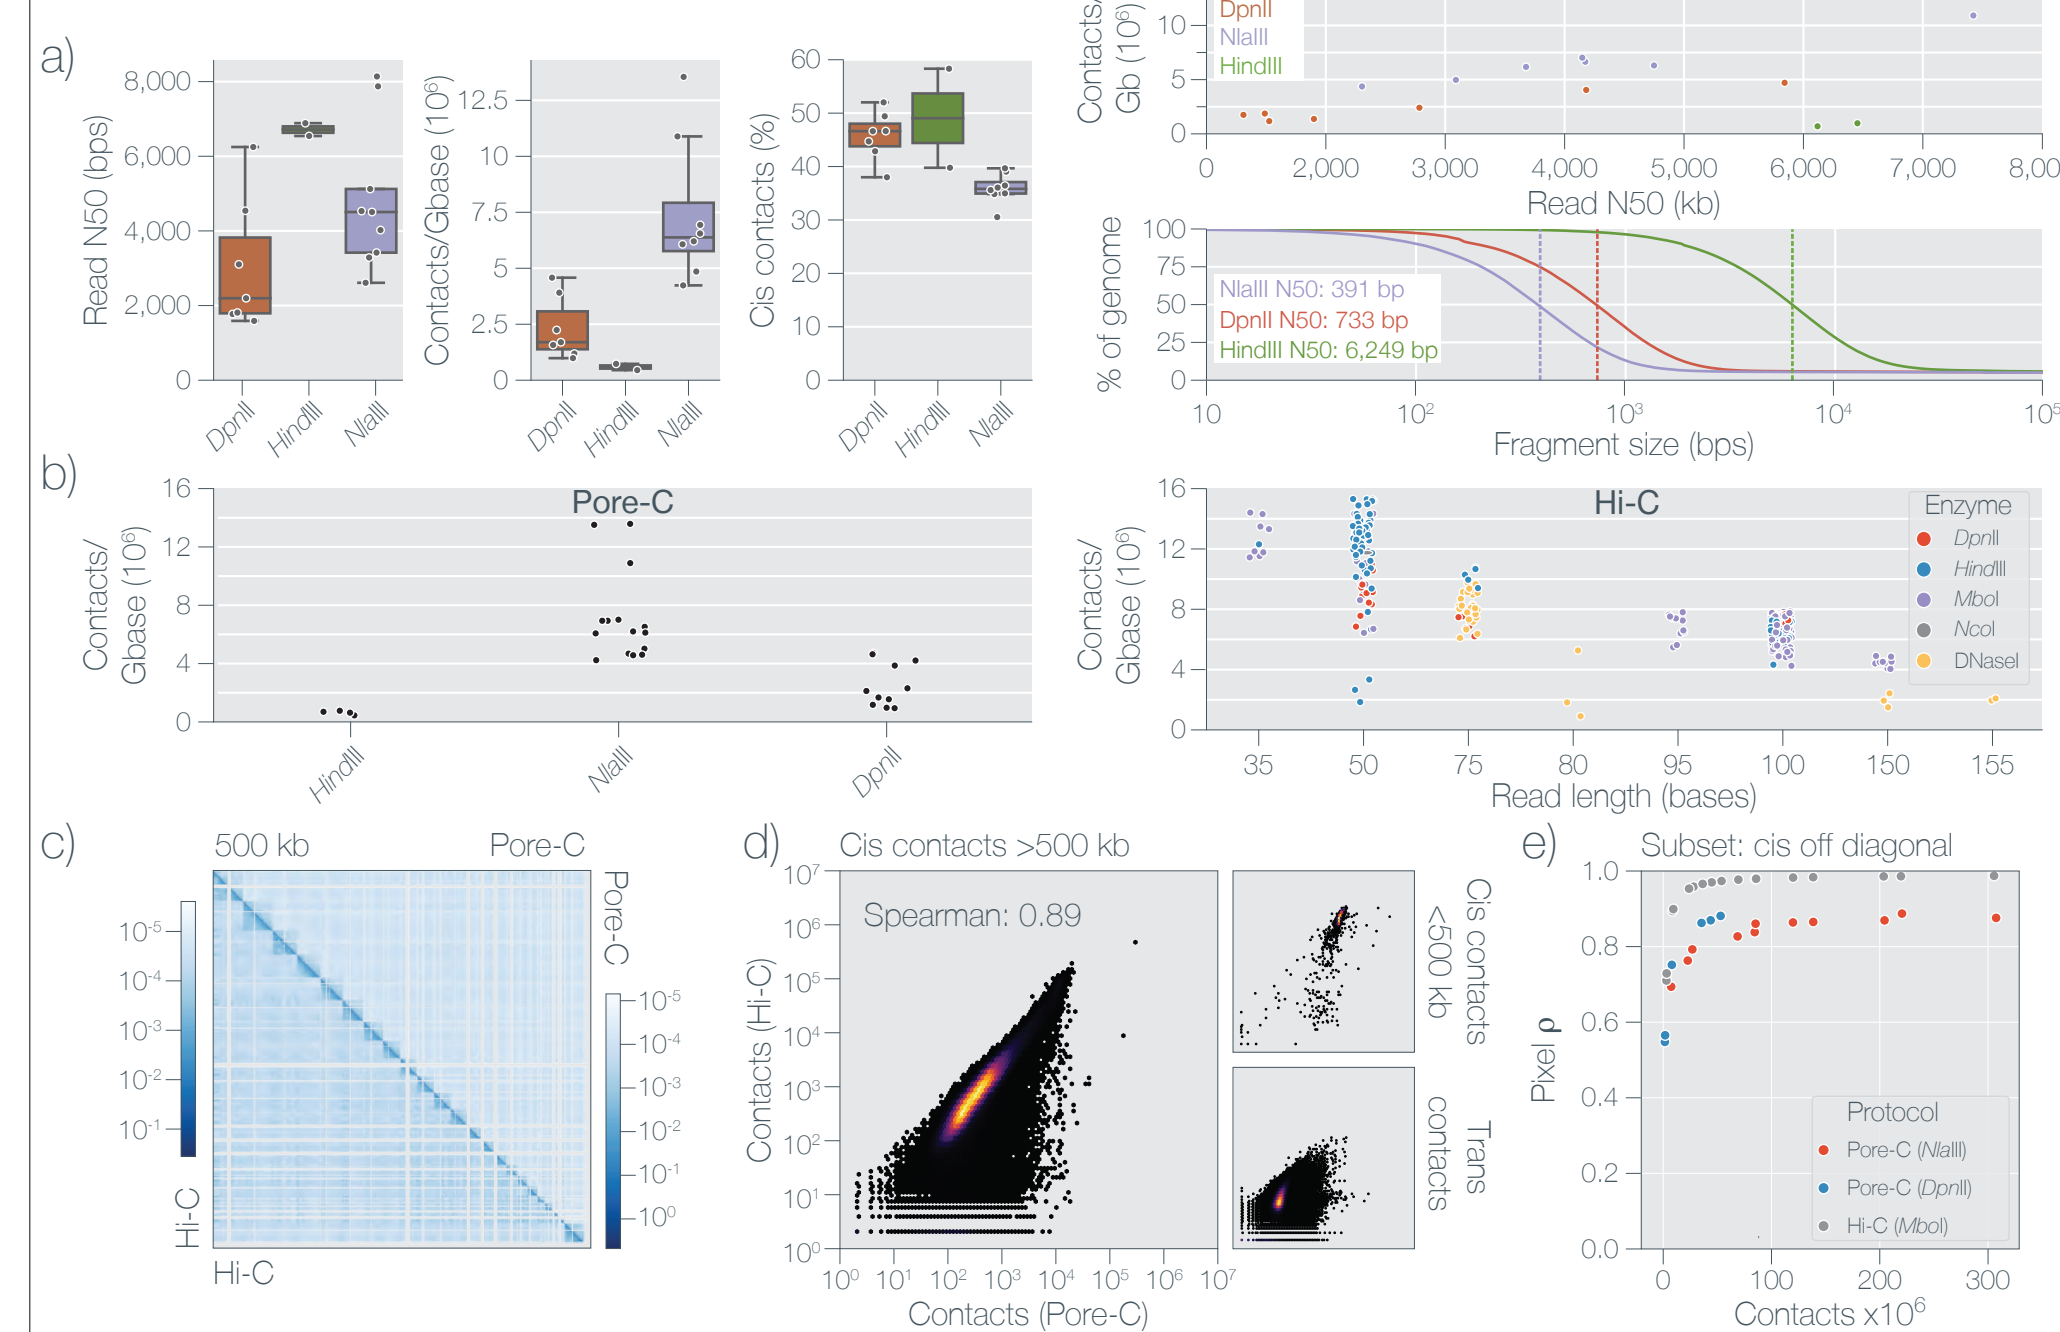 a)
Read N50 (bps)
8,000
6,000
4,000
2,000
0
DpnII
HindIII
NlaIII
Contacts/Gbase (10⁶)
12.5
10
7.5
5
2.5
0
DpnII
HindIII
NlaIII
Cis contacts (%)
60
50
40
30
20
10
0
DpnII
HindIII
NlaIII
Contacts/
Gb (10⁶)
10
5
0
DpnII
NlaIII
HindIII
0
2,000
3,000
4,000
5,000
6,000
7,000
8,00
Read N50 (kb)
% of genome
100
75
50
25
0
NlaIII N50: 391 bp
DpnII N50: 733 bp
HindIII N50: 6,249 bp
10
10²
10³
10⁴
10⁵
Fragment size (bps)
b)
Pore-C
Contacts/
Gbase (10⁶)
16
12
8
4
0
HindIII
NlaIII
DpnII
Hi-C
Contacts/
Gbase (10⁶)
16
12
8
4
0
Enzyme
DpnII
HindIII
MboI
NcoI
DNaseI
35
50
75
80
95
100
150
155
Read length (bases)
c)
500 kb
Pore-C
10⁻⁵
10⁻⁴
10⁻³
10⁻²
10⁻¹
Hi-C
Hi-C
Pore-C
10⁻⁵
10⁻⁴
10⁻³
10⁻²
10⁻¹
10⁰
d)
Cis contacts >500 kb
Spearman: 0.89
Contacts (Hi-C)
10⁷
10⁶
10⁵
10⁴
10³
10²
10¹
10⁰
10⁰
10¹
10²
10³
10⁴
10⁵
10⁶
10⁷
Contacts (Pore-C)
Cis contacts
<500 kb
Trans
contacts
e)
Subset: cis off diagonal
Pixel ρ
1.0
0.8
0.6
0.4
0.2
0.0
Protocol
Pore-C (NlaIII)
Pore-C (DpnII)
Hi-C (MboI)
0
100
200
300
Contacts x10⁶